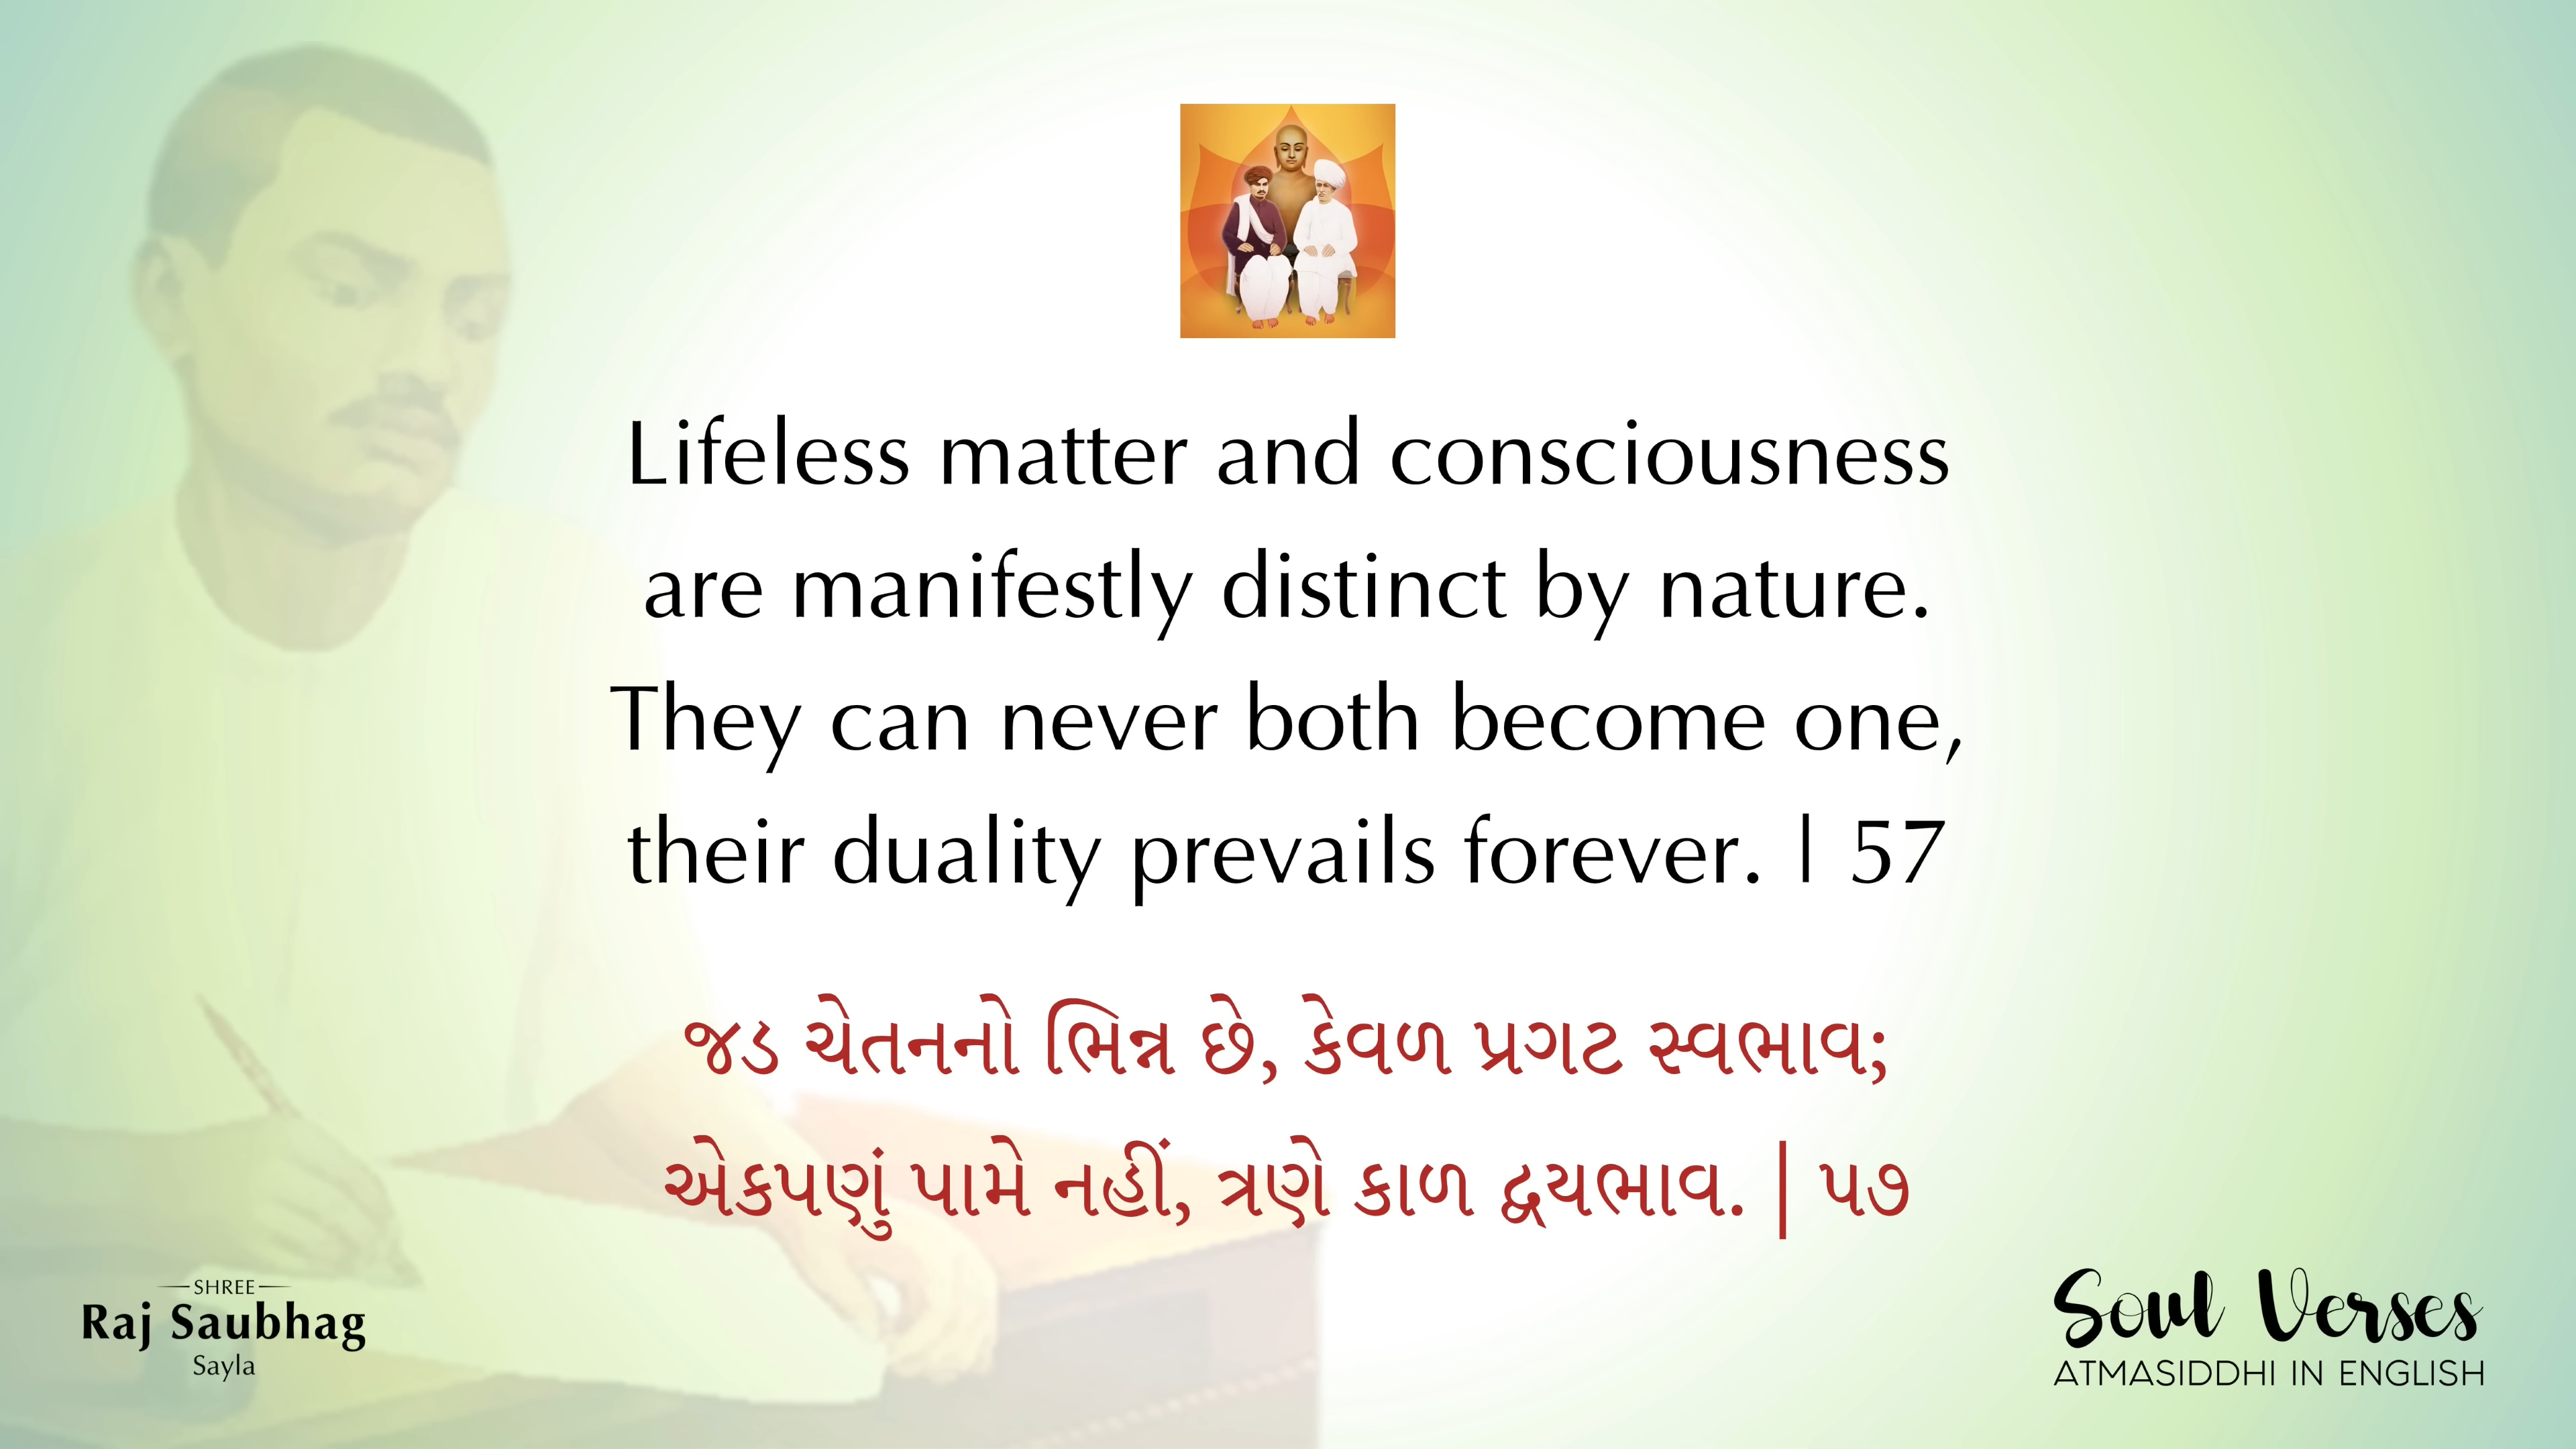 Lifeless matter and consciousness
are manifestly distinct by nature.
They can never both become one,
their duality prevails forever. | 57
જડ ચેતનનો ભિન્ન છે, કેવળ પ્રગટ સ્વભાવ;
એકપણું પામે નહીં, ત્રણે કાળ દ્વયભાવ. | ૫૭
SHREE
Raj Saubhag
Sayla
Soul Verses
ATMASIDDHI IN ENGLISH